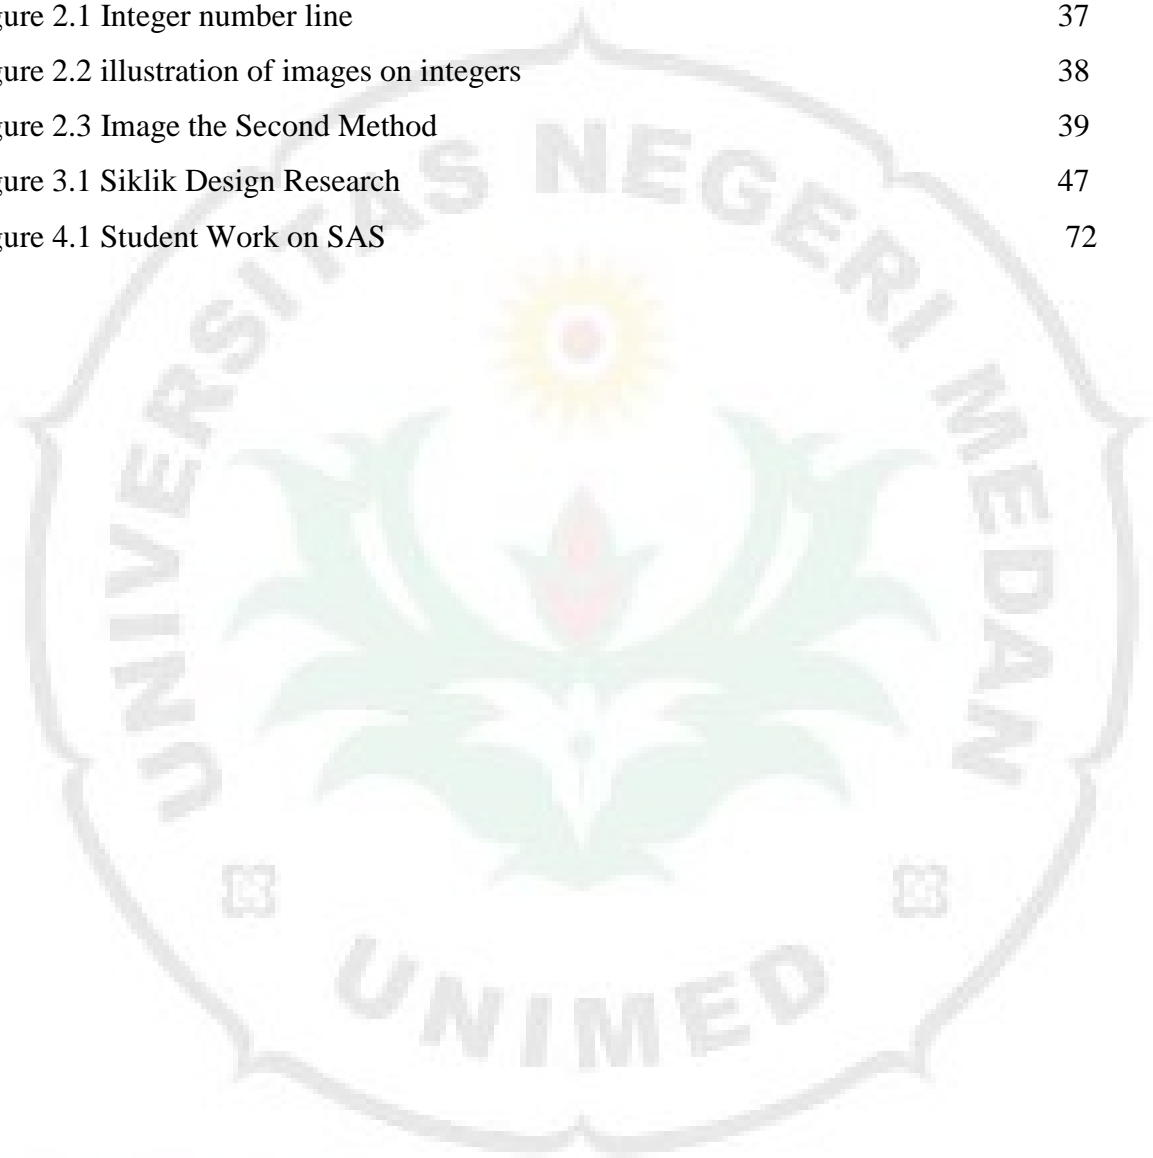 gure 2.1 Integer number line 37
gure 2.2 illustration of images on integers 38
gure 2.3 Image the Second Method 39
gure 3.1 Siklik Design Research 47
gure 4.1 Student Work on SAS 72
UNIVERSITAS NEGERI MEDAN
UNIMED